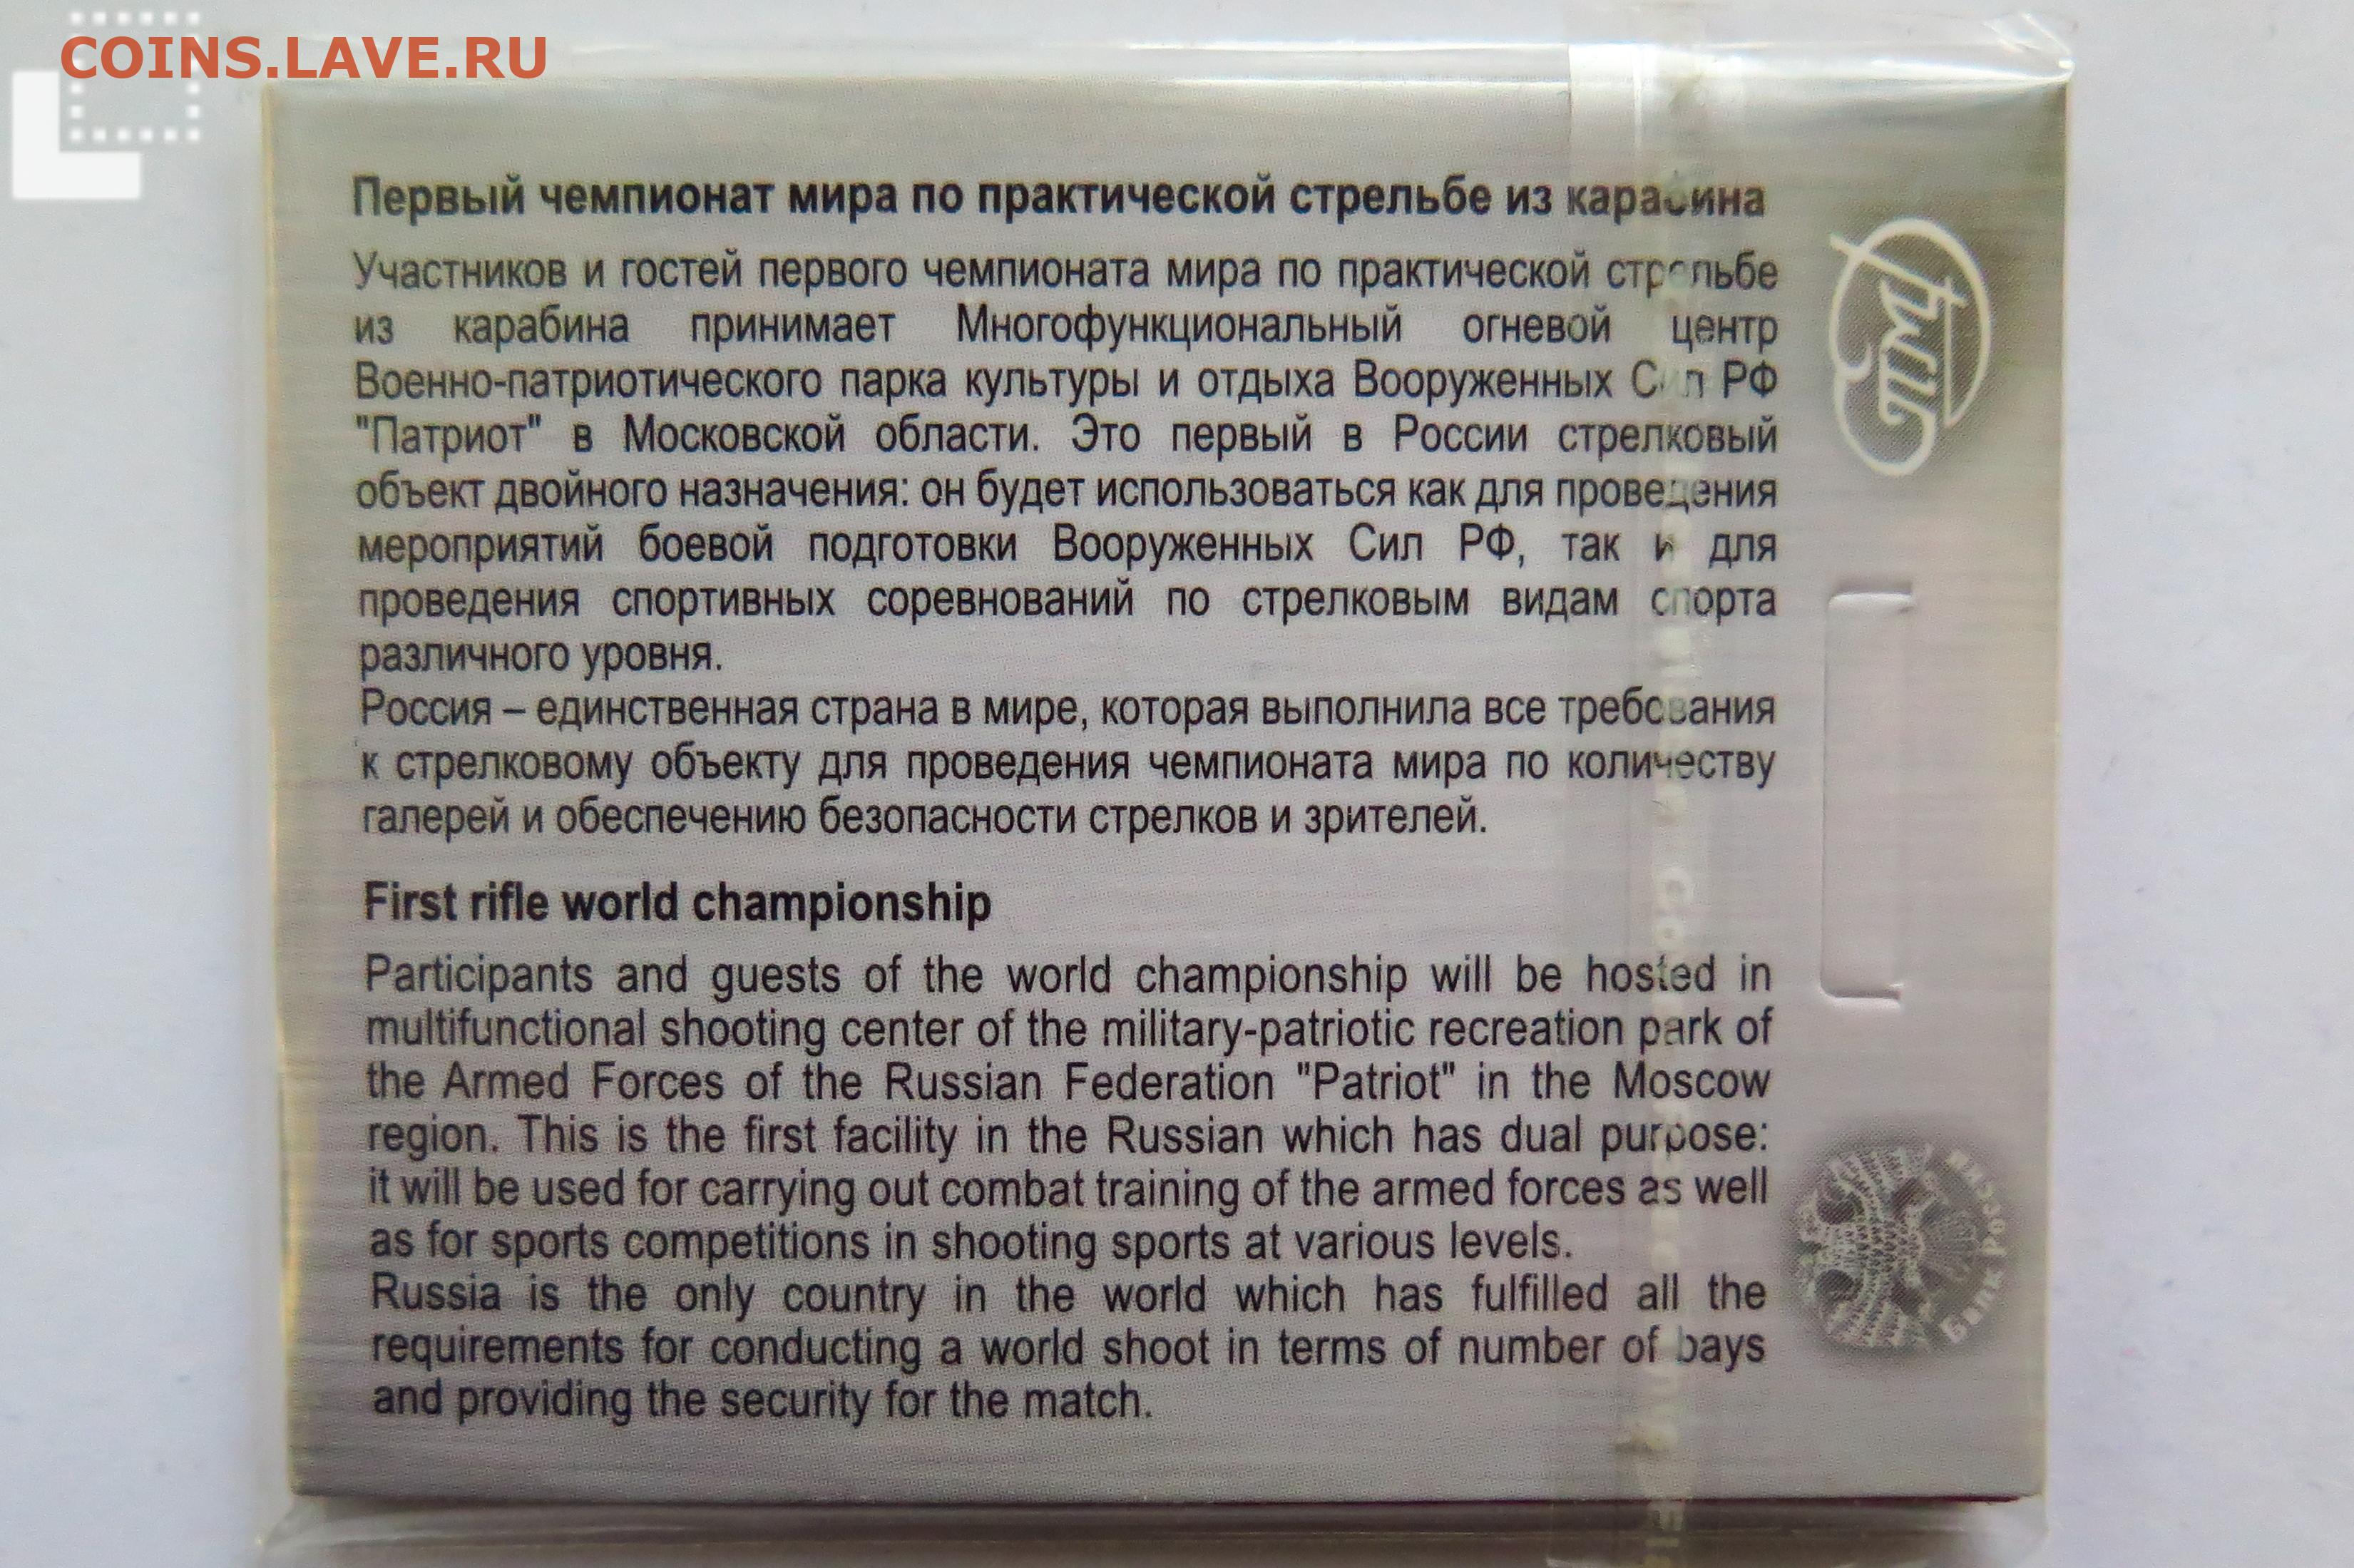 COINS.LAVE.RU
Первый чемпионат мира по практической стрельбе из карабина
Участников и гостей первого чемпионата мира по практической стрельбе
из карабина принимает Многофункциональный огневой центр
Военно-патриотического парка культуры и отдыха Вооруженных Сил РФ
"Патриот" в Московской области. Это первый в России стрелковый
объект двойного назначения: он будет использоваться как для проведения
мероприятий боевой подготовки Вооруженных Сил РФ, так и для
проведения спортивных соревнований по стрелковым видам спорта
различного уровня.
Россия – единственная страна в мире, которая выполнила все требования
к стрелковому объекту для проведения чемпионата мира по количеству
галерей и обеспечению безопасности стрелков и зрителей.
First rifle world championship
Participants and guests of the world championship will be hosted in
multifunctional shooting center of the military-patriotic recreation park of
the Armed Forces of the Russian Federation "Patriot" in the Moscow
region. This is the first facility in the Russian which has dual purpose:
it will be used for carrying out combat training of the armed forces as well
as for sports competitions in shooting sports at various levels.
Russia is the only country in the world which has fulfilled all the
requirements for conducting a world shoot in terms of number of bays
and providing the security for the match.
Банк России